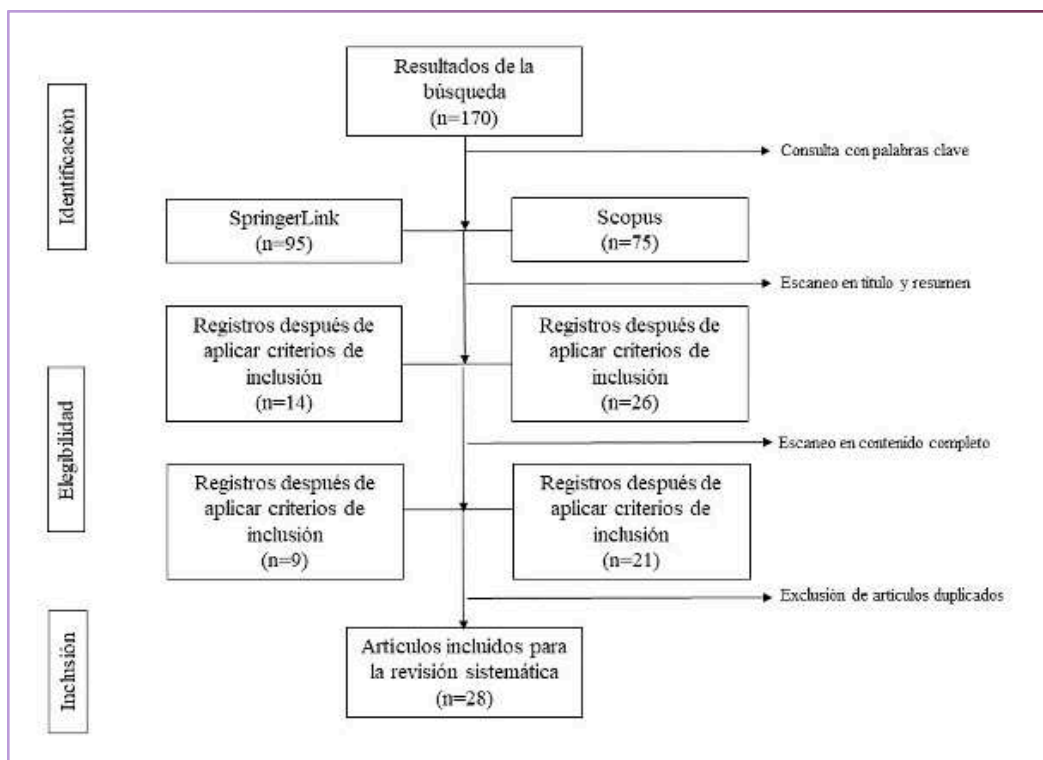 Identificación
Resultados de la
búsqueda
(n=170)
Consulta con palabras clave
SpringerLink
(n=95)
Scopus
(n=75)
Escaneo en título y resumen
Elegibilidad
Registros después de
aplicar criterios de
inclusión
(n=14)
Registros después de
aplicar criterios de
inclusión
(n=26)
Escaneo en contenido completo
Registros después de
aplicar criterios de
inclusión
(n=9)
Registros después de
aplicar criterios de
inclusión
(n=21)
Exclusión de artículos duplicados
Inclusión
Artículos incluidos para
la revisión sistemática
(n=28)